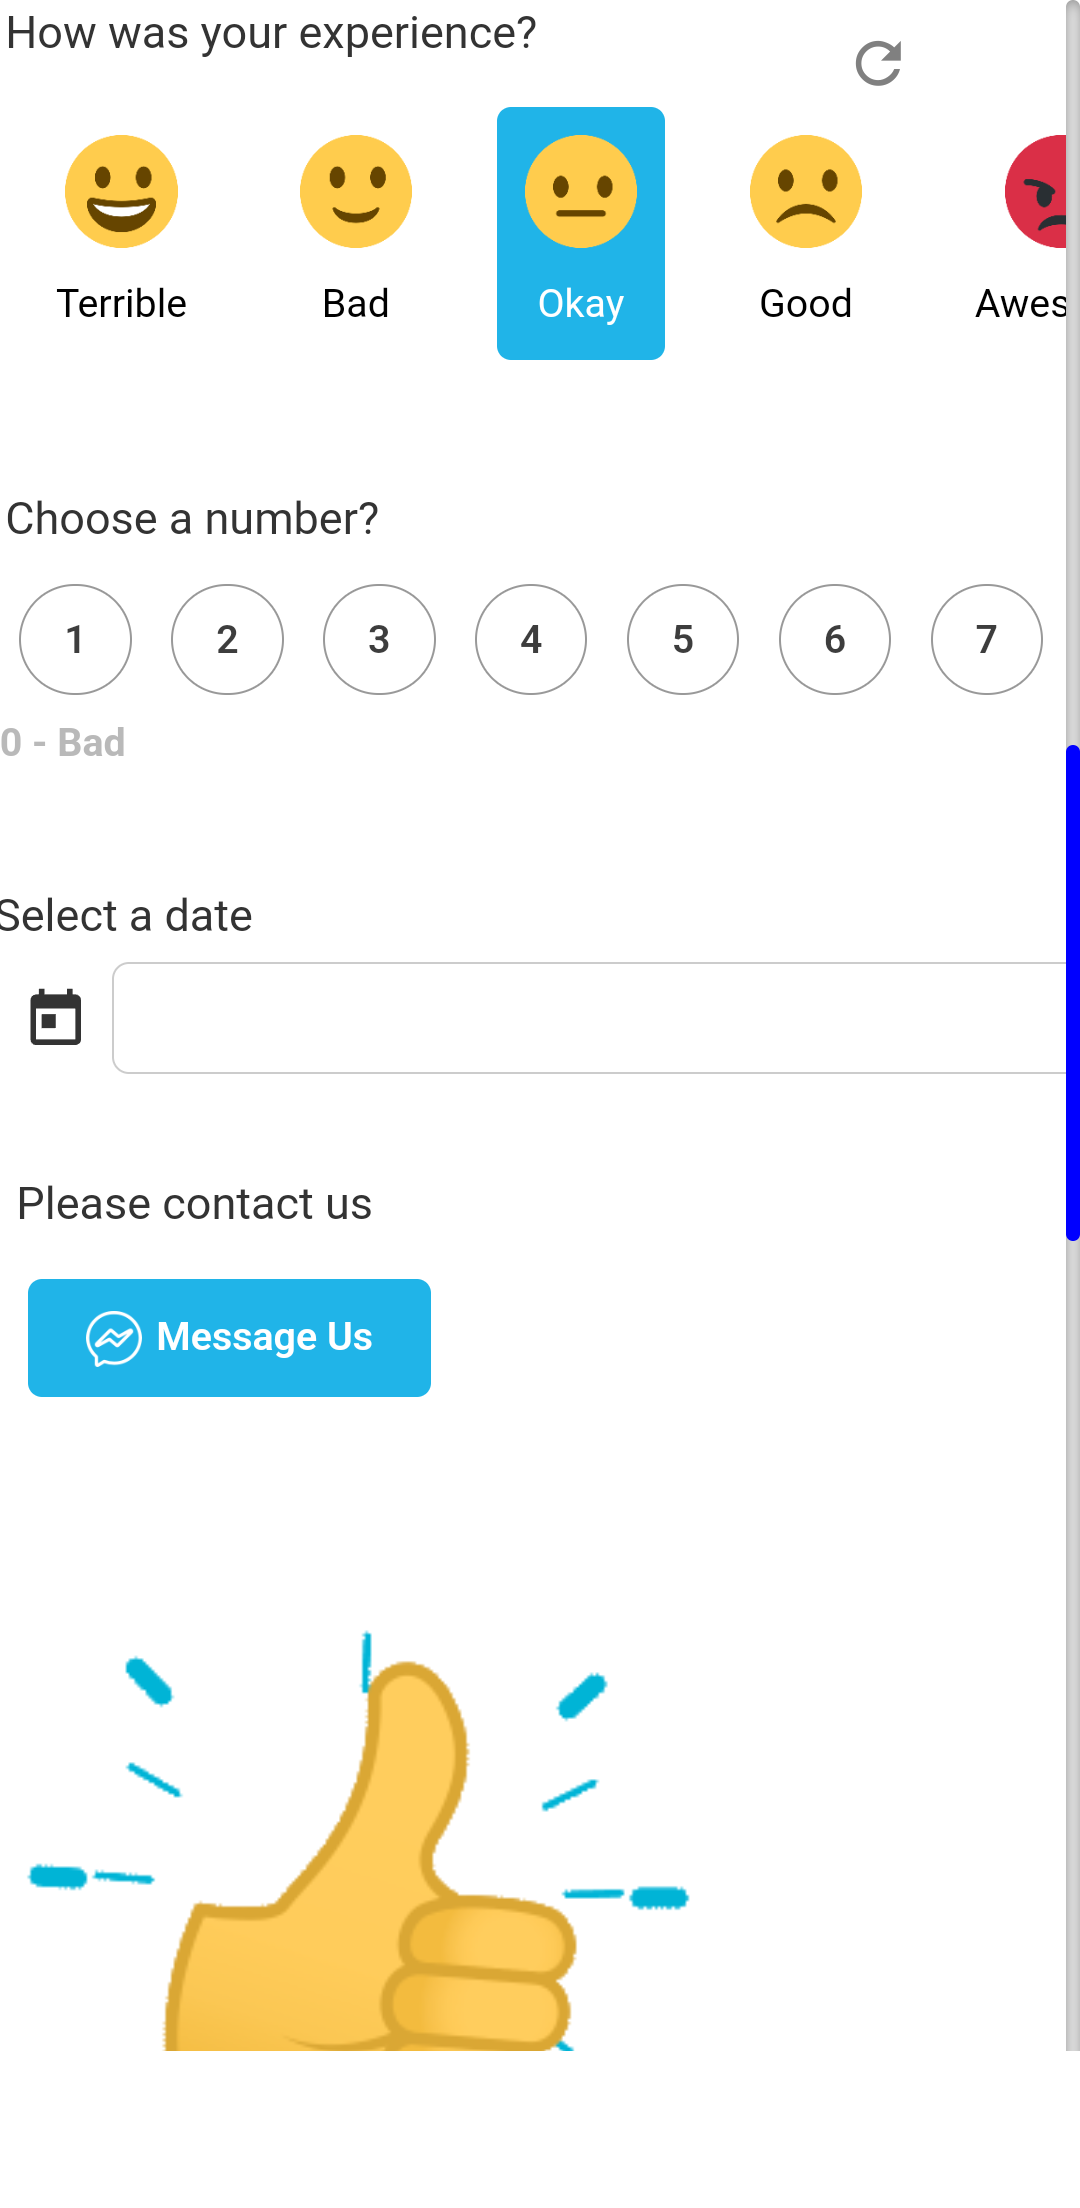 How was your experience?
Terrible Bad Okay Good Awes
Choose a number?
1 2 3 4 5 6 7
0 - Bad
Select a date
Please contact us
Message Us